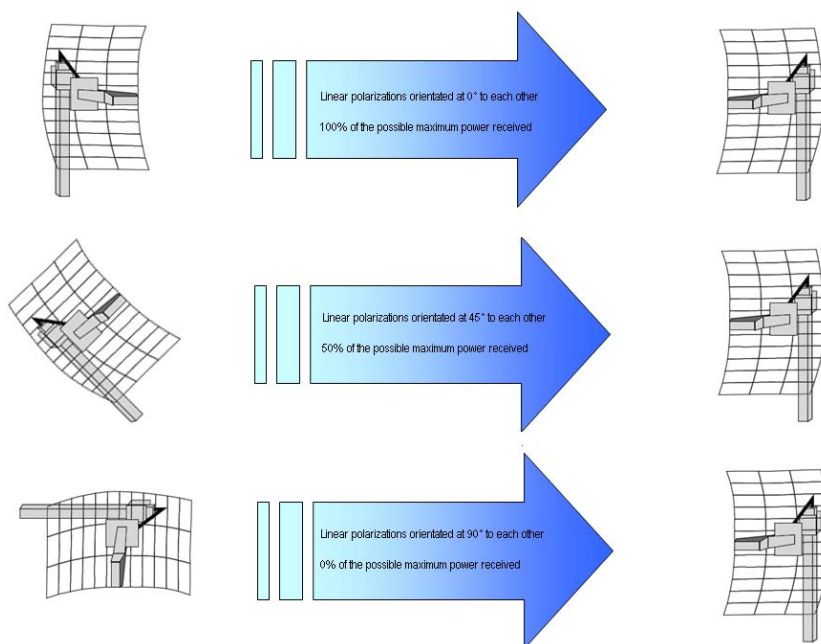 Linear polarizations orientated at 0° to each other
100% of the possible maximum power received
Linear polarizations orientated at 45° to each other
50% of the possible maximum power received
Linear polarizations orientated at 90° to each other
0% of the possible maximum power received